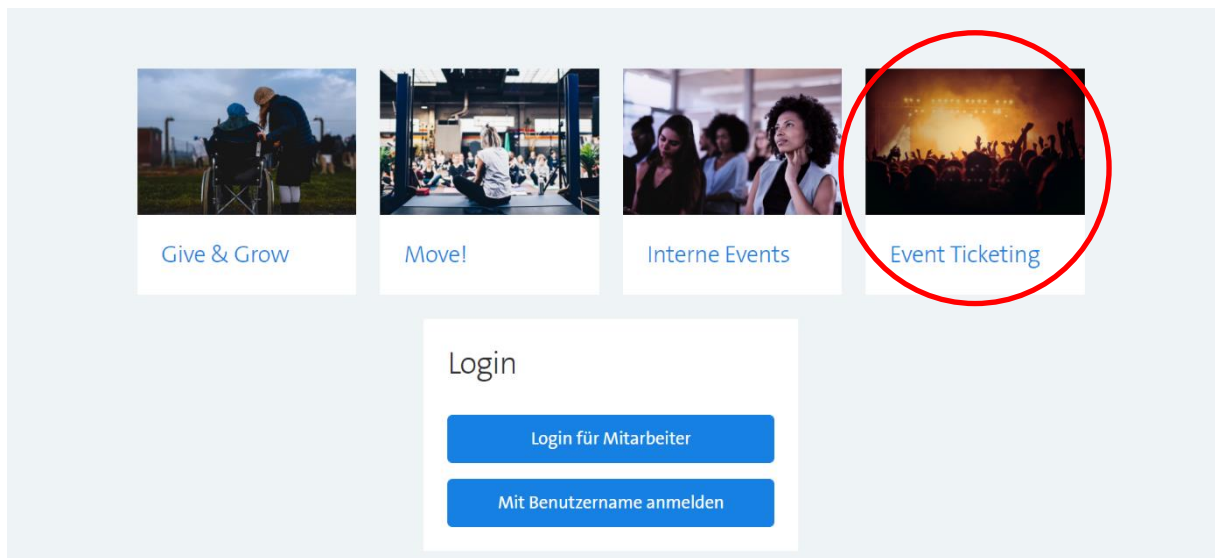 Give & Grow
Move!
Interne Events
Event Ticketing
Login
Login für Mitarbeiter
Mit Benutzername anmelden